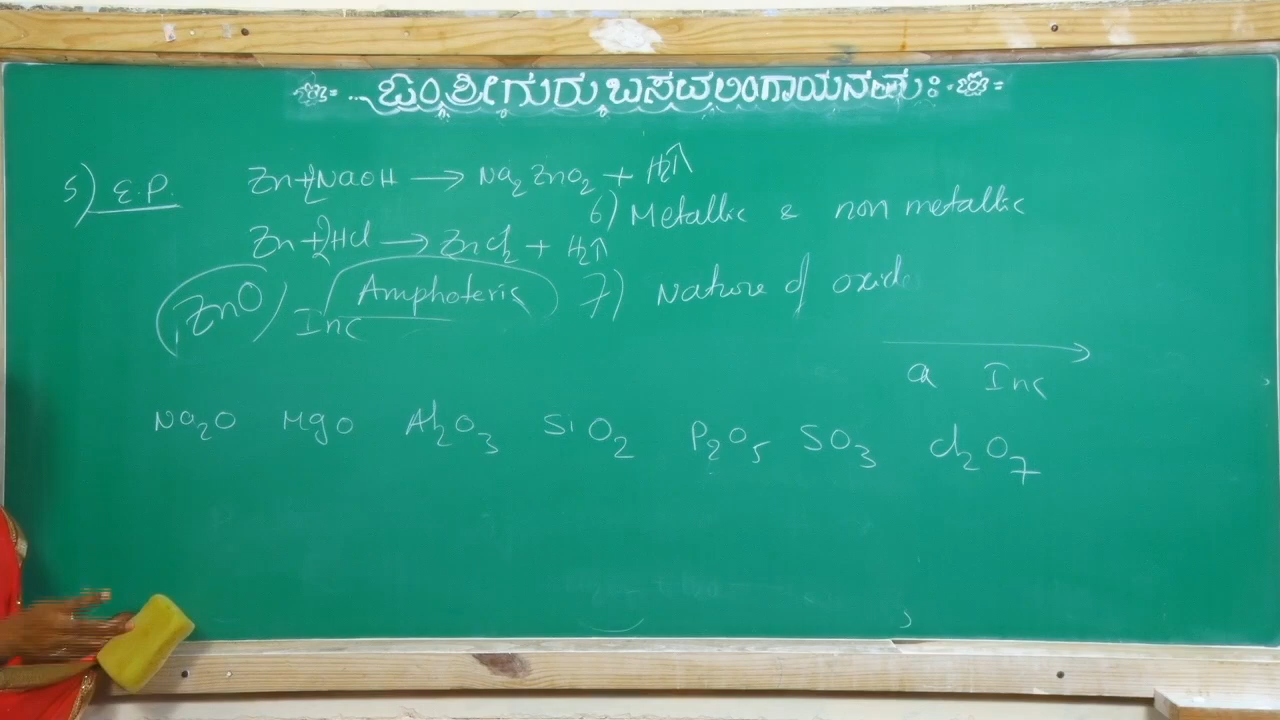 ಓಂ ಶ್ರೀ ಗುರು ಬಸವಲಿಂಗಾಯ ನಮಃ
5) E.P. Zn+2NaOH → Na₂ZnO₂ + H₂↑
6) Metallic & non metallic
Zn+2HCl → ZnCl₂ + H₂↑
ZnO Inc Amphoteric 7) Nature of oxide
a Inc
Na₂O MgO Al₂O₃ SiO₂ P₂O₅ SO₃ Cl₂O₇